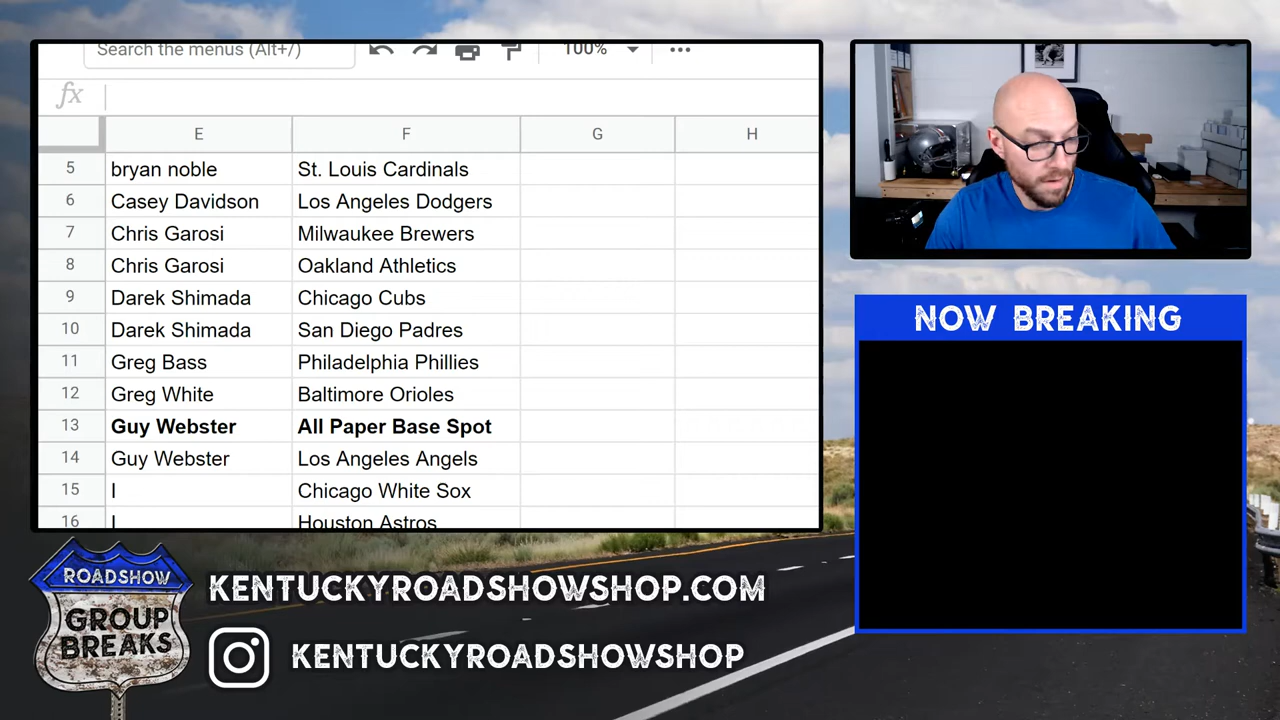 Search the menus (Alt+/)
100%
fx
E F G H
5 bryan noble St. Louis Cardinals
6 Casey Davidson Los Angeles Dodgers
7 Chris Garosi Milwaukee Brewers
8 Chris Garosi Oakland Athletics
9 Darek Shimada Chicago Cubs
10 Darek Shimada San Diego Padres
11 Greg Bass Philadelphia Phillies
12 Greg White Baltimore Orioles
13 Guy Webster All Paper Base Spot
14 Guy Webster Los Angeles Angels
15 I Chicago White Sox
16 I Houston Astros
NOW BREAKING
ROADSHOW
GROUP
BREAKS
KENTUCKYROADSHOWSHOP.COM
KENTUCKYROADSHOWSHOP